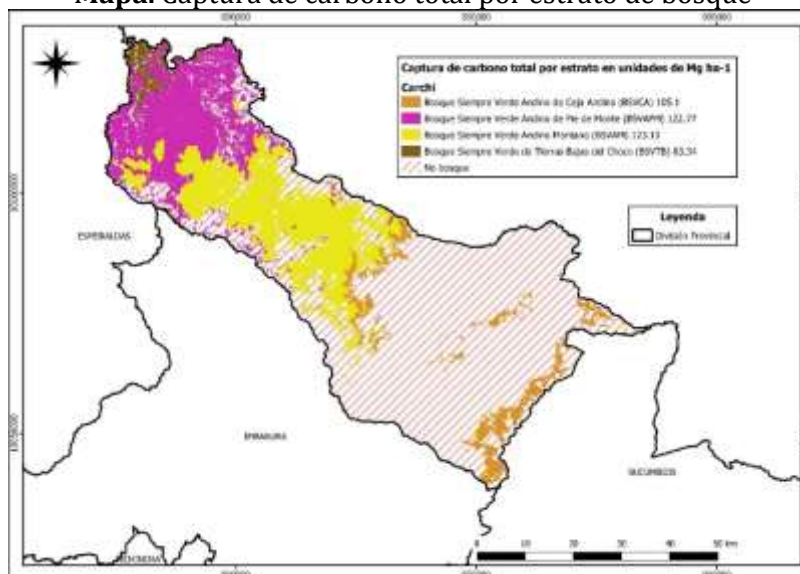 Mapa: Captura de carbono total por estrato de bosque
Captura de carbono total por estrato en unidades de Mg ha-1
Carchi
Bosque Siempre Verde Andino de Ceja Andina (BSVCA) 105.
Bosque Siempre Verde Andino de Pie de Monte (BSVAPM) 122.77
Bosque Siempre Verde Andino Montano (BSVAM) 123.13
Bosque Siempre Verde de Tierras Bajas del Choco (BSVTB) 83.34
No bosque
Leyenda
División Provincial
ESMERALDAS
IMBABURA
SUCUMBIOS
0 10 20 30 40 50 km